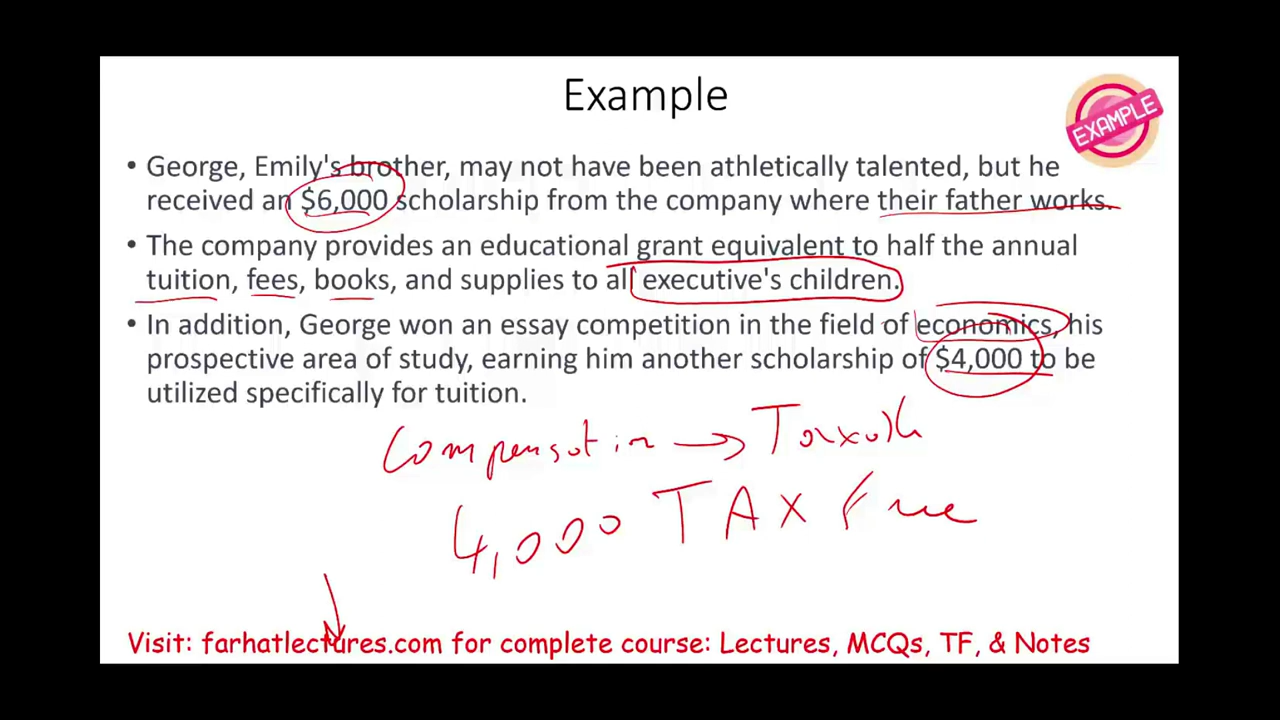 Example
EXAMPLE
• George, Emily's brother, may not have been athletically talented, but he
received an $6,000 scholarship from the company where their father works.
• The company provides an educational grant equivalent to half the annual
tuition, fees, books, and supplies to all executive's children.
• In addition, George won an essay competition in the field of economics, his
prospective area of study, earning him another scholarship of $4,000 to be
utilized specifically for tuition.
Compensation → Taxable
4,000 TAX Free
Visit: farhatlectures.com for complete course: Lectures, MCQs, TF, & Notes